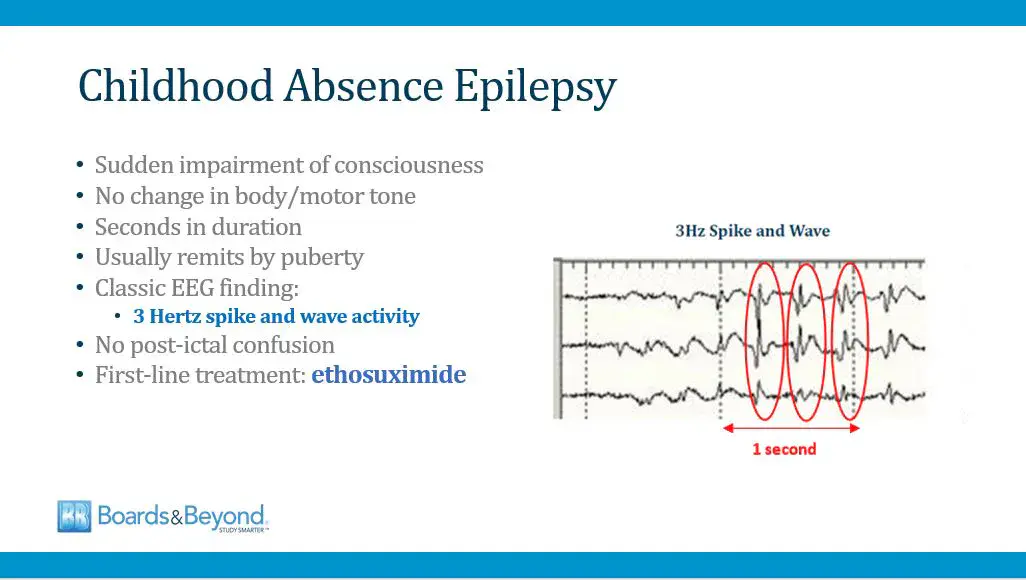 Childhood Absence Epilepsy
• Sudden impairment of consciousness
• No change in body/motor tone
• Seconds in duration
• Usually remits by puberty
• Classic EEG finding:
• 3 Hertz spike and wave activity
• No post-ictal confusion
• First-line treatment: ethosuximide
3Hz Spike and Wave
1 second
BB
Boards&Beyond®
STUDY SMARTER™